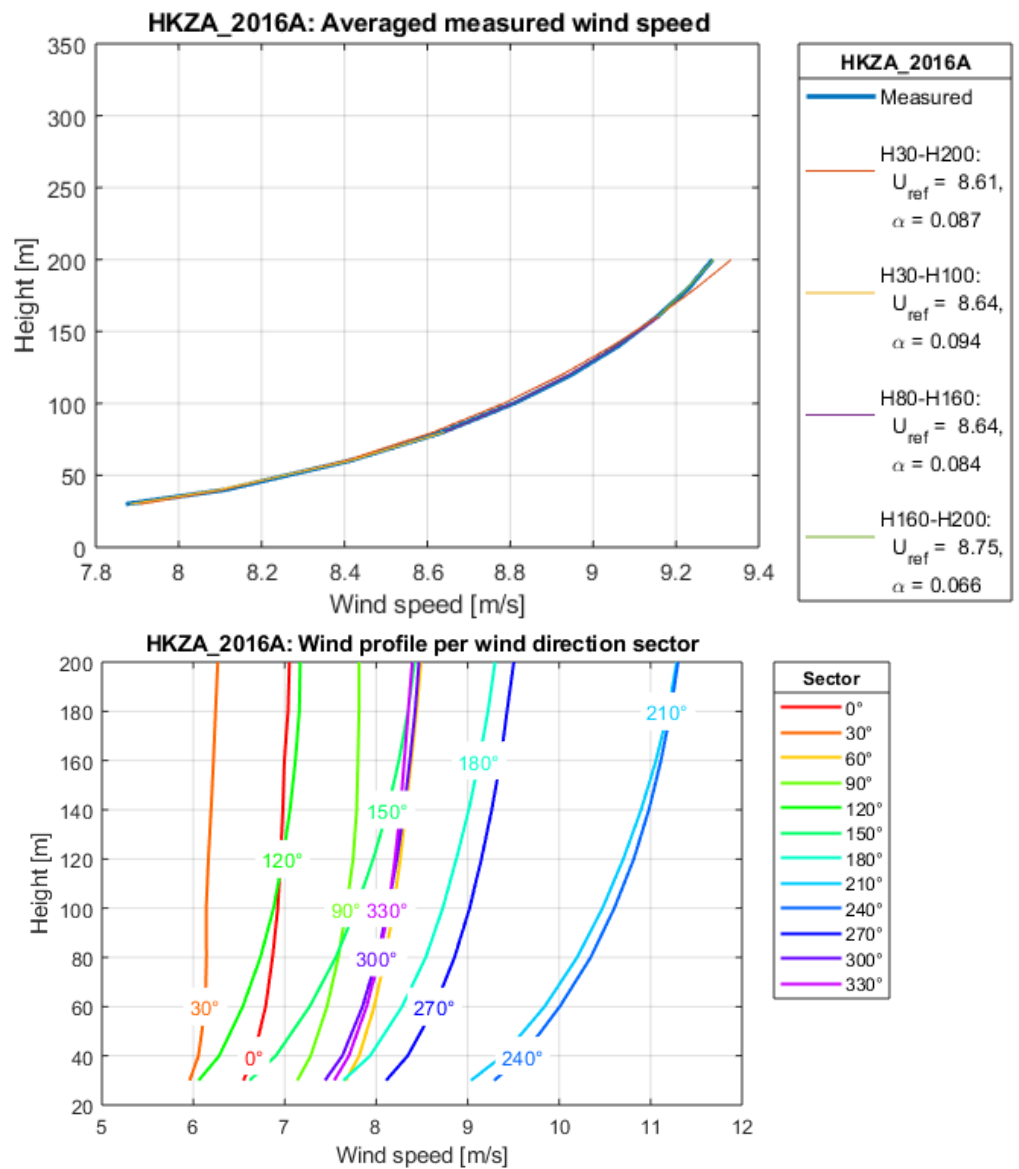 HKZA_2016A: Averaged measured wind speed
350
300
250
200
150
100
50
0
Height [m]
7.8 8 8.2 8.4 8.6 8.8 9 9.2 9.4
Wind speed [m/s]
HKZA_2016A
Measured
H30-H200:
U_ref = 8.61,
α = 0.087
H30-H100:
U_ref = 8.64,
α = 0.094
H80-H160:
U_ref = 8.64,
α = 0.084
H160-H200:
U_ref = 8.75,
α = 0.066
HKZA_2016A: Wind profile per wind direction sector
200
180
160
140
120
100
80
60
40
20
Height [m]
210°
180°
150°
120°
90° 330°
300°
30° 270°
0° 240°
5 6 7 8 9 10 11 12
Wind speed [m/s]
Sector
0°
30°
60°
90°
120°
150°
180°
210°
240°
270°
300°
330°